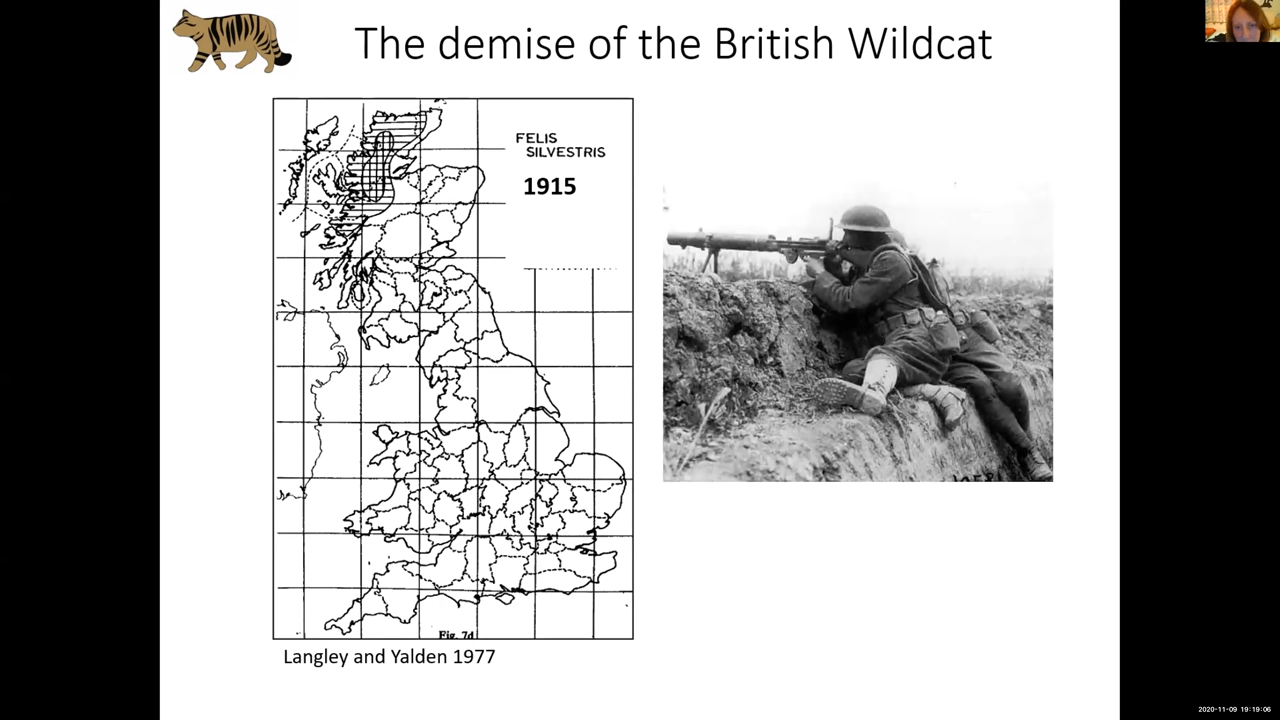 The demise of the British Wildcat
FELIS
SILVESTRIS
1915
Fig. 7d
Langley and Yalden 1977
2020-11-09 19:19:06